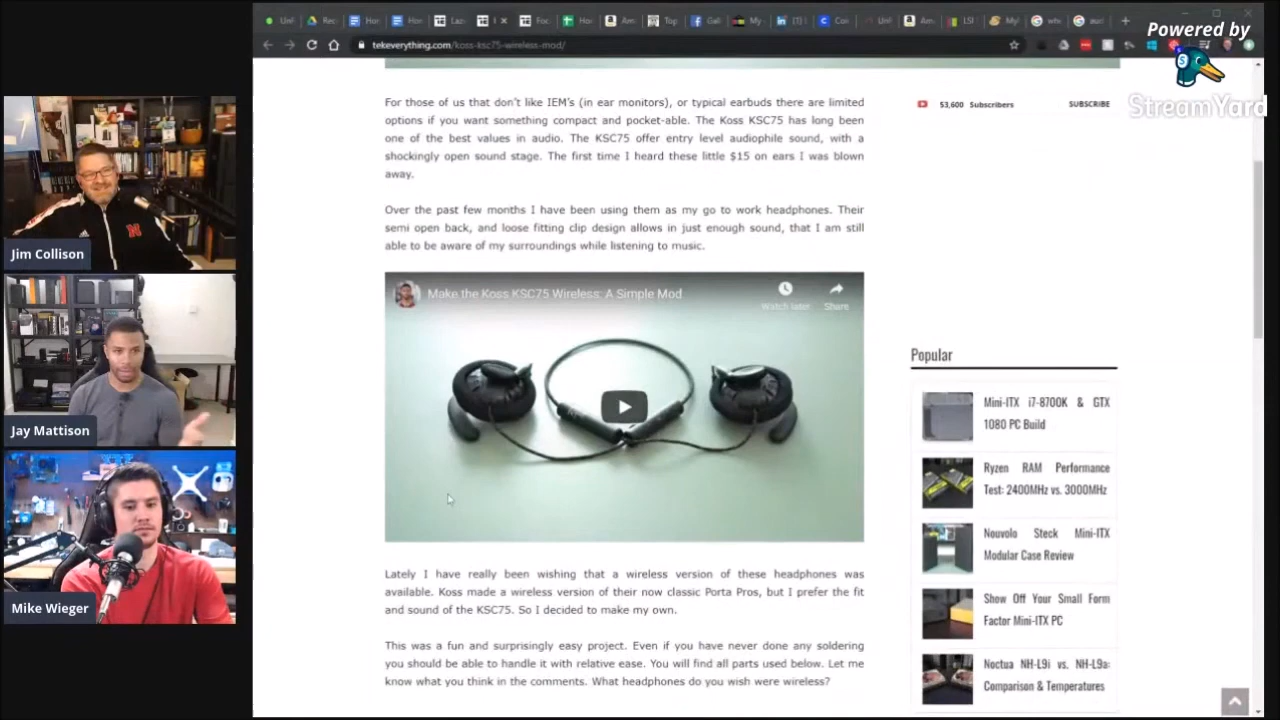 Powered by
StreamYard
tekeverything.com/koss-ksc75-wireless-mod/
Jim Collison
Jay Mattison
Mike Wieger
For those of us that don't like IEM's (in ear monitors), or typical earbuds there are limited
options if you want something compact and pocket-able. The Koss KSC75 has long been
one of the best values in audio. The KSC75 offer entry level audiophile sound, with a
shockingly open sound stage. The first time I heard these little $15 on ears I was blown
away.
Over the past few months I have been using them as my go to work headphones. Their
semi open back, and loose fitting clip design allows in just enough sound, that I am still
able to be aware of my surroundings while listening to music.
Make the Koss KSC75 Wireless: A Simple Mod
Watch later
Share
Lately I have really been wishing that a wireless version of these headphones was
available. Koss made a wireless version of their now classic Porta Pros, but I prefer the fit
and sound of the KSC75. So I decided to make my own.
This was a fun and surprisingly easy project. Even if you have never done any soldering
you should be able to handle it with relative ease. You will find all parts used below. Let me
know what you think in the comments. What headphones do you wish were wireless?
53,600 Subscribers
SUBSCRIBE
Popular
Mini-ITX i7-8700K & GTX
1080 PC Build
Ryzen RAM Performance
Test: 2400MHz vs. 3000MHz
Nouvolo Steck Mini-ITX
Modular Case Review
Show Off Your Small Form
Factor Mini-ITX PC
Noctua NH-L9i vs. NH-L9a:
Comparison & Temperatures